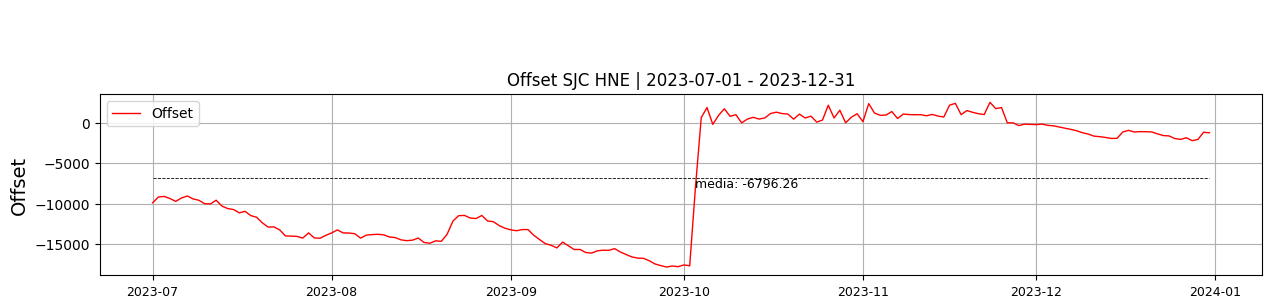 Offset SJC HNE | 2023-07-01 - 2023-12-31
Offset
Offset
0
−5000
−10000
−15000
media: -6796.26
2023-07
2023-08
2023-09
2023-10
2023-11
2023-12
2024-01